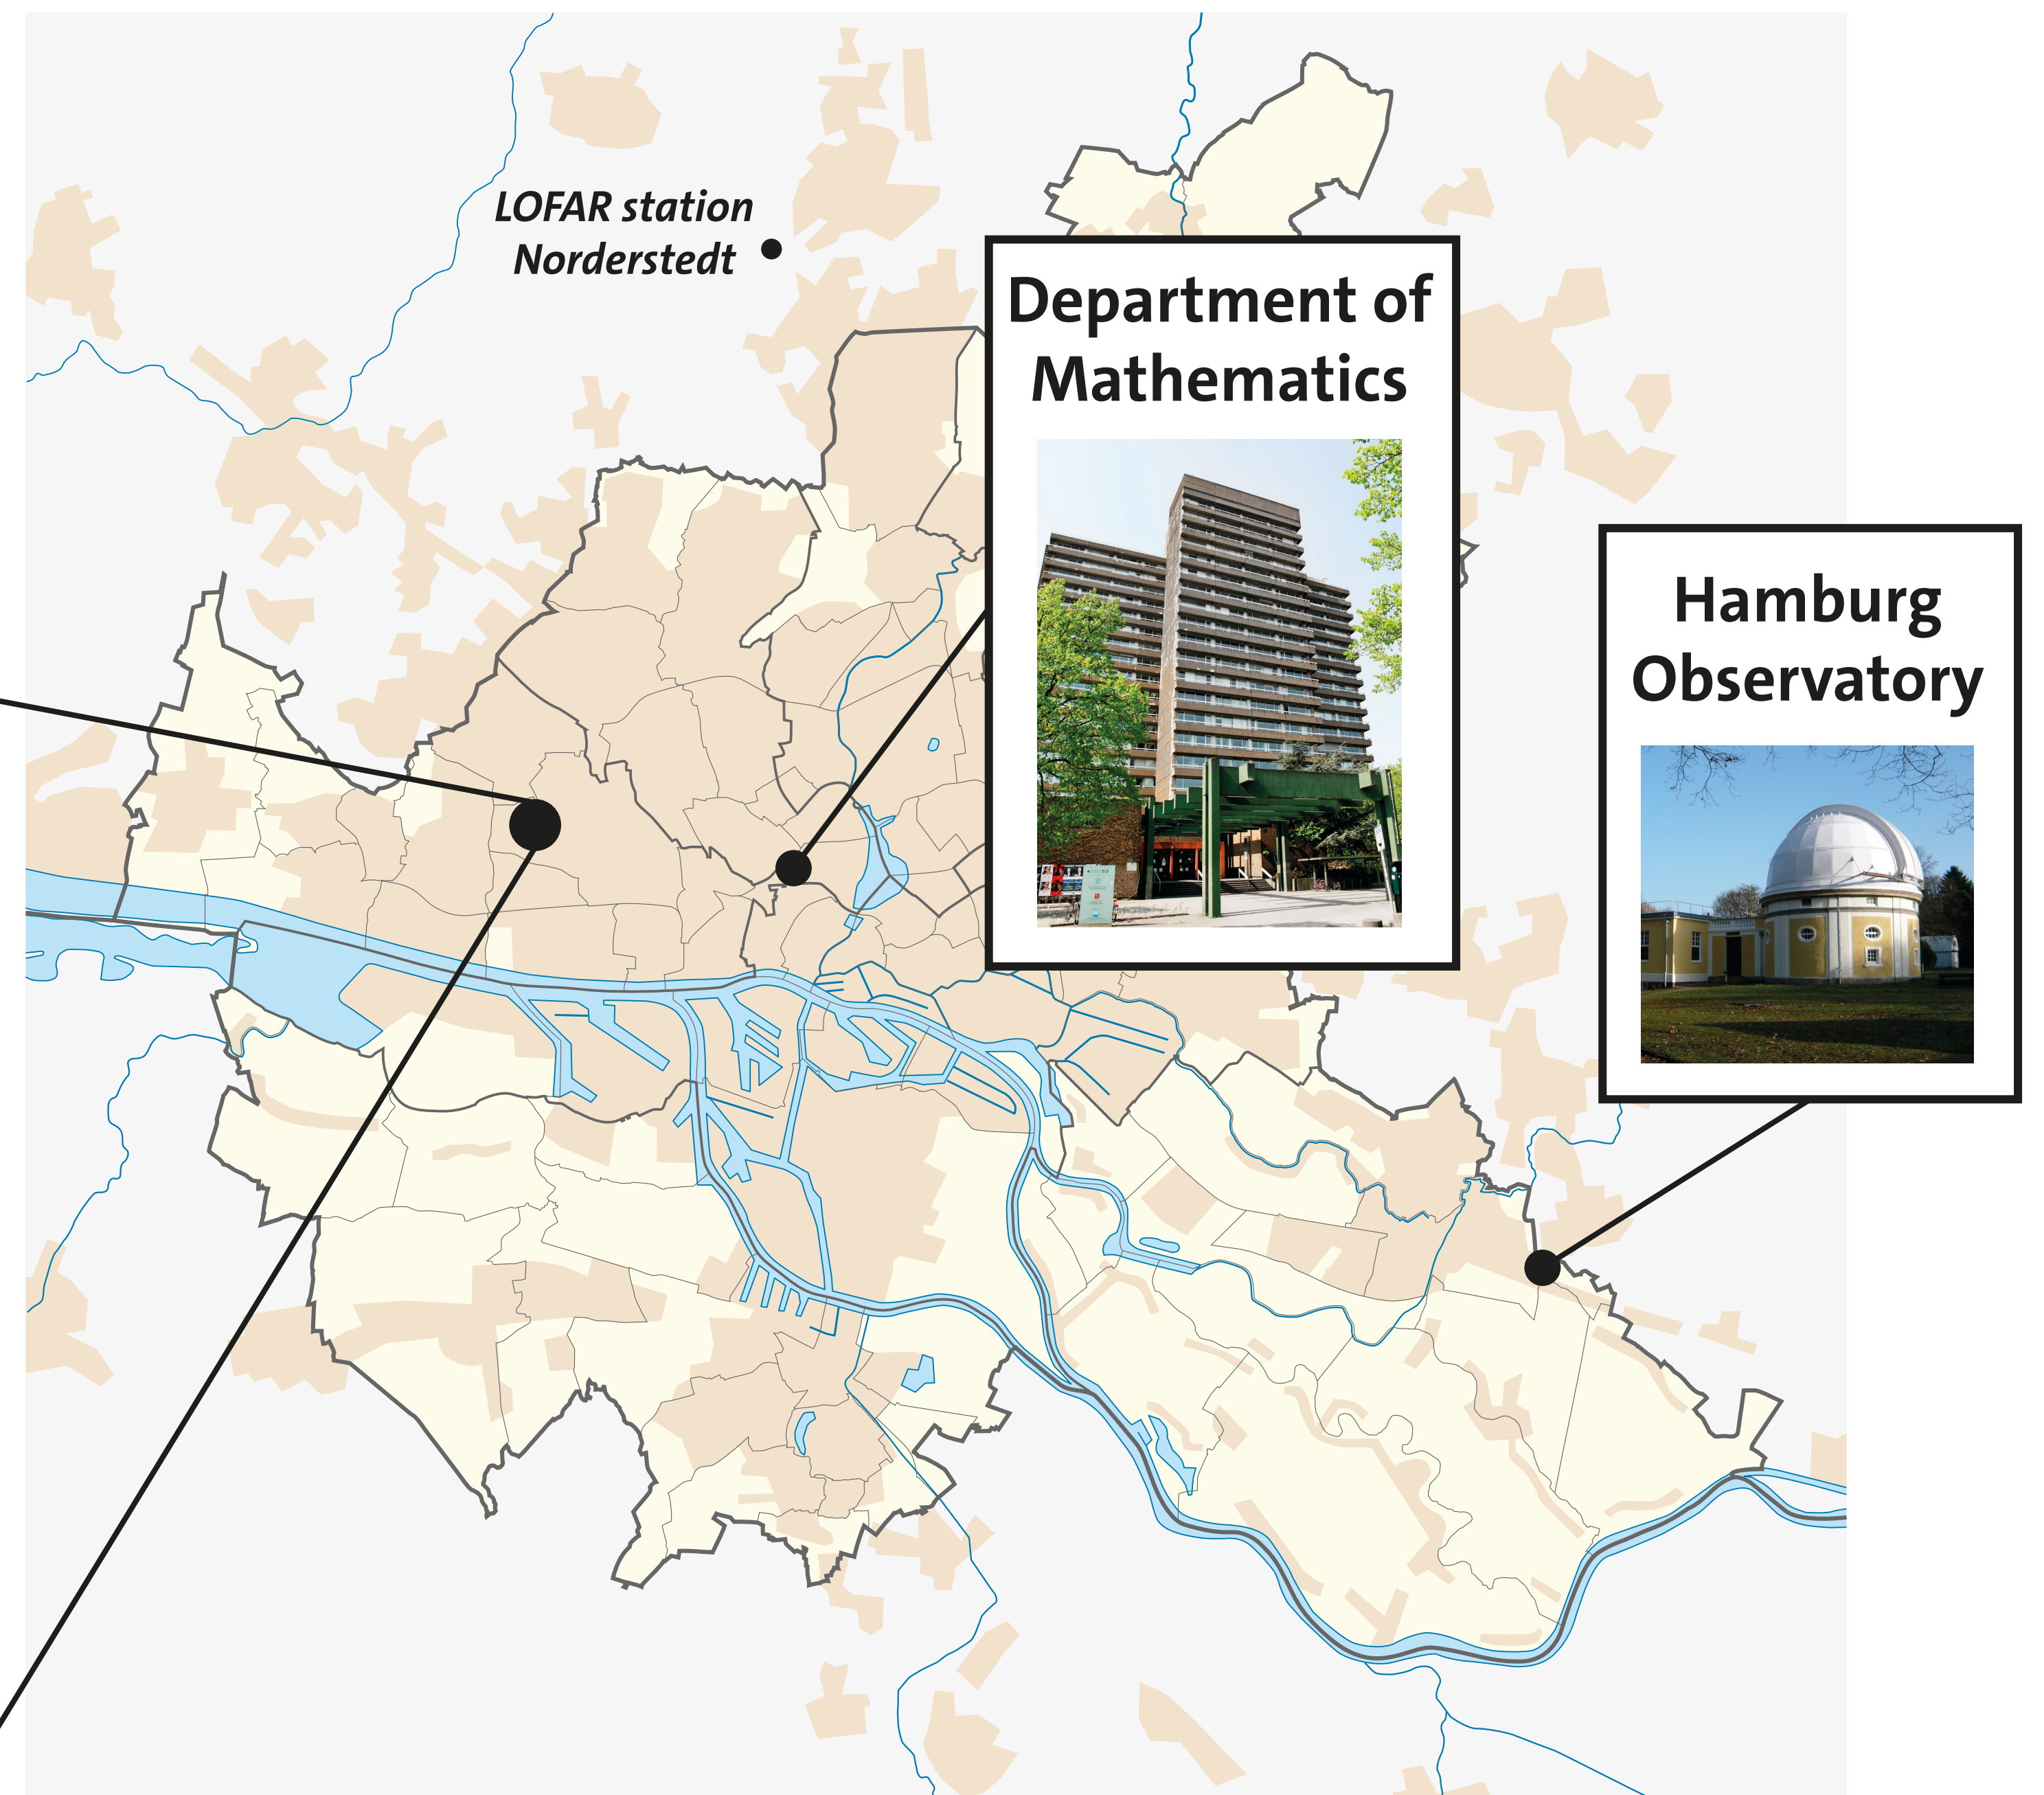 LOFAR station
Norderstedt
Department of
Mathematics
Hamburg
Observatory